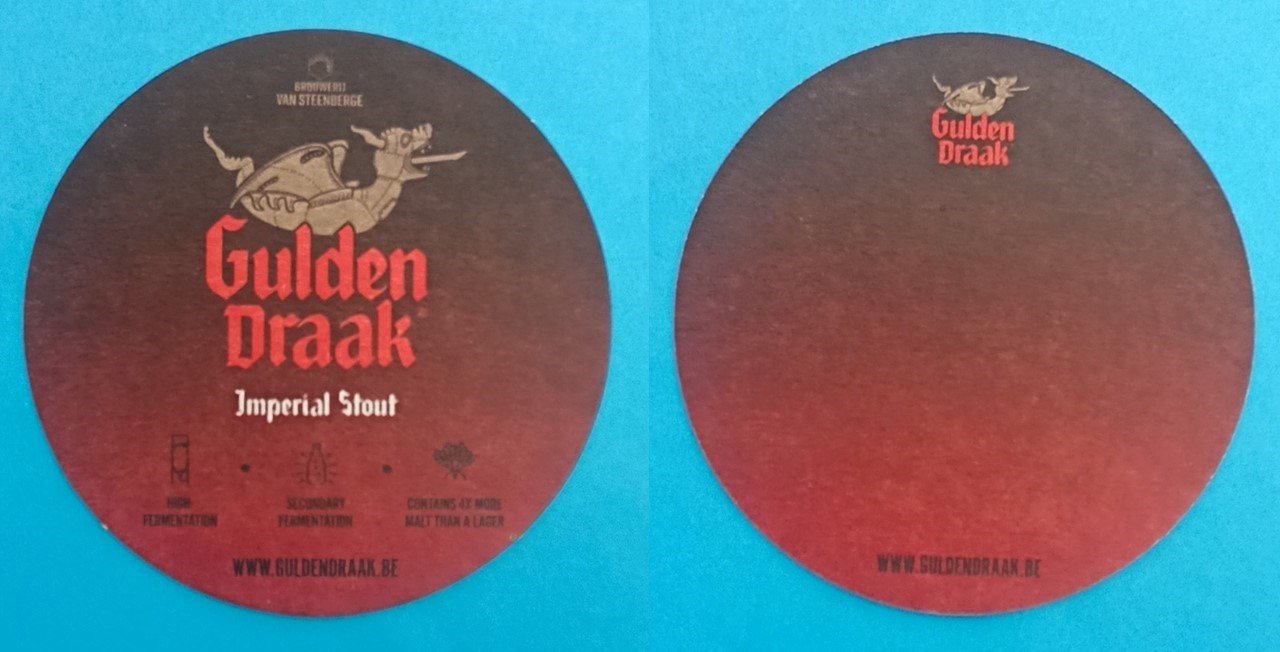 BROUWERIJ
VAN STEENBERGE
Gulden
Draak
Imperial Stout
HIGH
FERMENTATION
SECONDARY
FERMENTATION
CONTAINS 4X MORE
MALT THAN A LAGER
WWW.GULDENDRAAK.BE
Gulden
Draak
WWW.GULDENDRAAK.BE